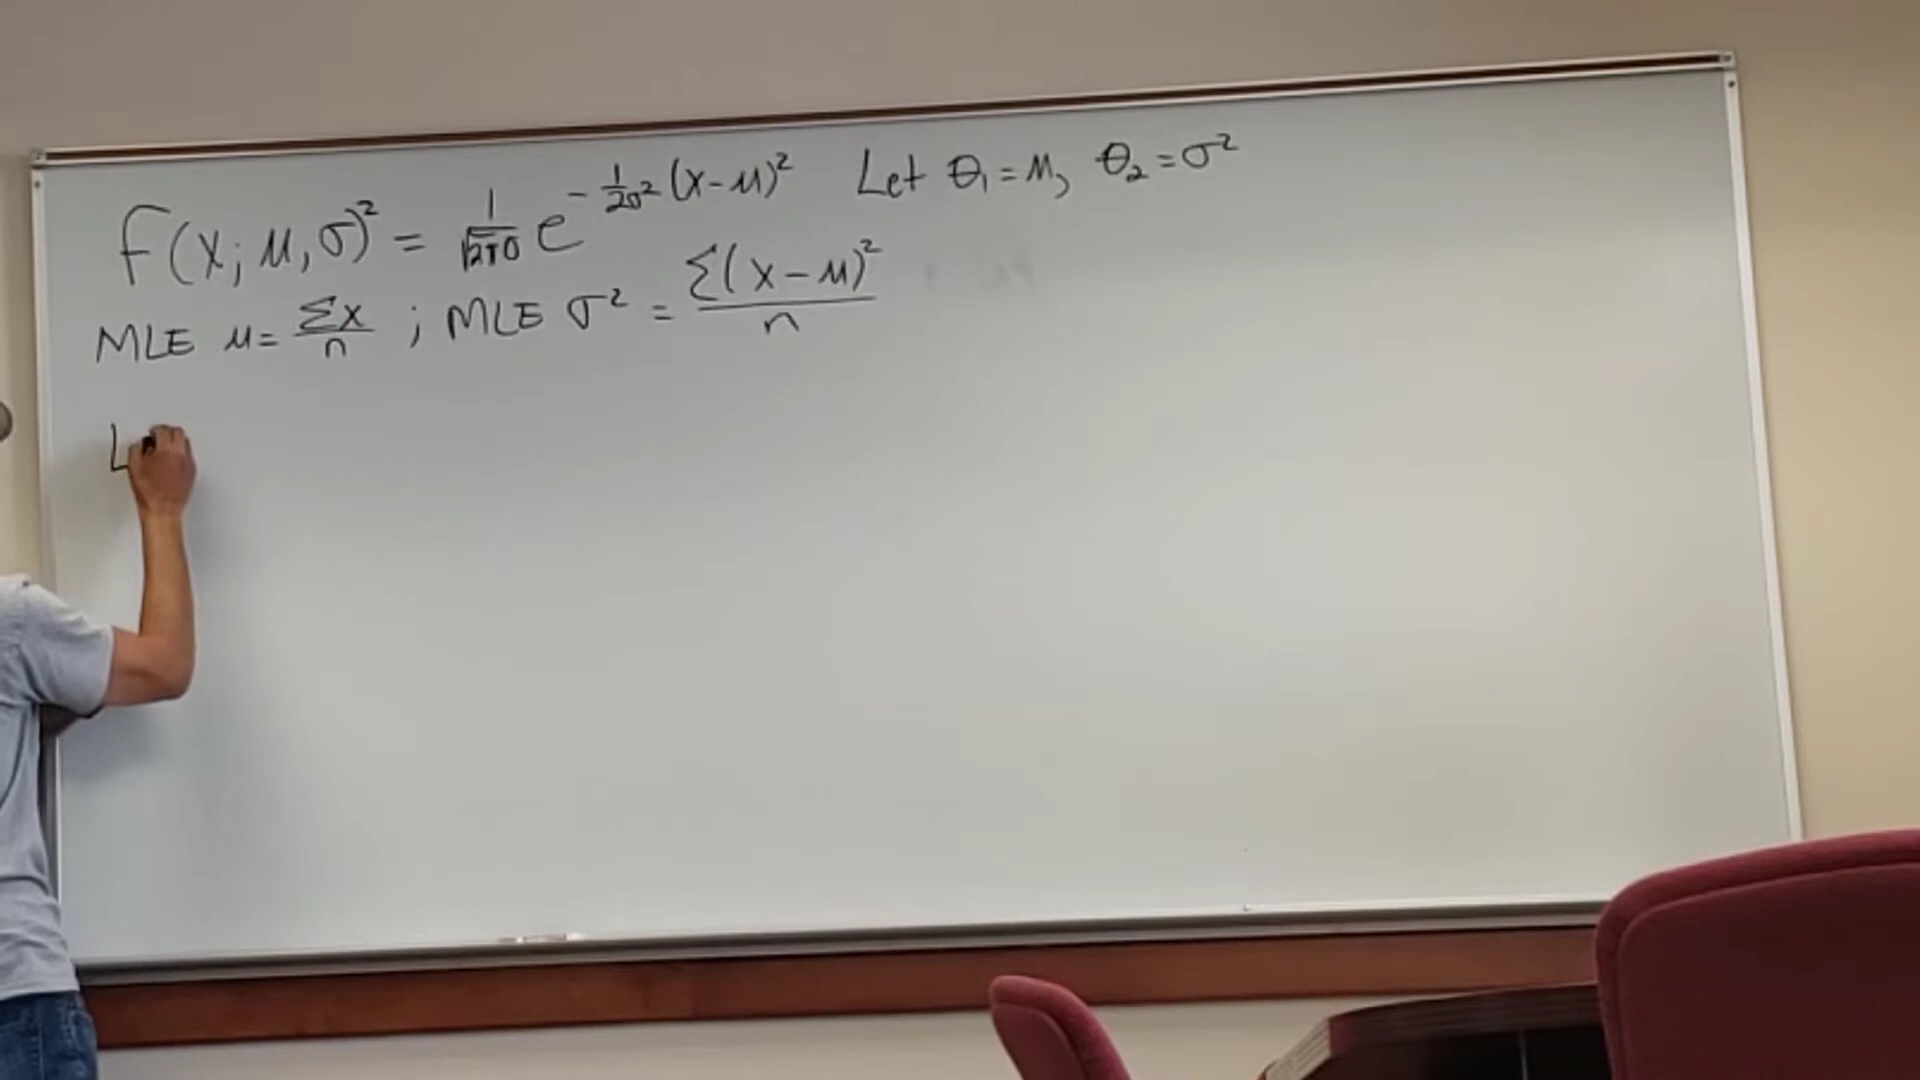 f(x; μ, σ)² = 1/√2πσ e^(-1/2σ² (x-μ)²) Let θ₁ = μ, θ₂ = σ²
MLE μ = Σx/n ; MLE σ² = Σ(x-μ)²/n
L